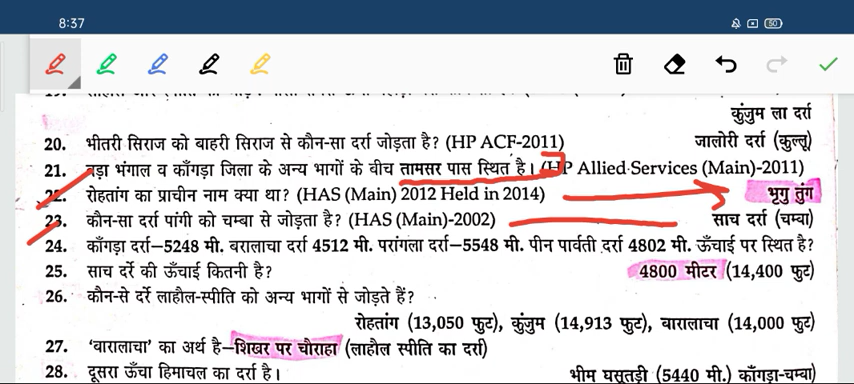 8:37
50
कुंजुम ला दर्रा
20. भीतरी सिराज को बाहरी सिराज से कौन-सा दर्रा जोड़ता है? (HP ACF-2011) जालोरी दर्रा (कुल्लू)
21. बड़ा भंगाल व काँगड़ा जिला के अन्य भागों के बीच तामसर पास स्थित है। (HP Allied Services (Main)-2011)
22. रोहतांग का प्राचीन नाम क्या था? (HAS (Main) 2012 Held in 2014) भृगु तुंग
23. कौन-सा दर्रा पांगी को चम्बा से जोड़ता है? (HAS (Main)-2002) साच दर्रा (चम्बा)
24. काँगड़ा दर्रा–5248 मी. बरालाचा दर्रा 4512 मी. परांगला दर्रा–5548 मी. पीन पार्वती दर्रा 4802 मी. ऊँचाई पर स्थित है?
25. साच दर्रे की ऊँचाई कितनी है? 4800 मीटर (14,400 फुट)
26. कौन-से दर्रे लाहौल-स्पीति को अन्य भागों से जोड़ते हैं?
रोहतांग (13,050 फुट), कुंजुम (14,913 फुट), बारालाचा (14,000 फुट)
27. 'बारालाचा' का अर्थ है–शिखर पर चौराहा (लाहौल स्पीति का दर्रा)
28. दूसरा ऊँचा हिमाचल का दर्रा है। भीम घसूतड़ी (5440 मी.) काँगड़ा-चम्बा